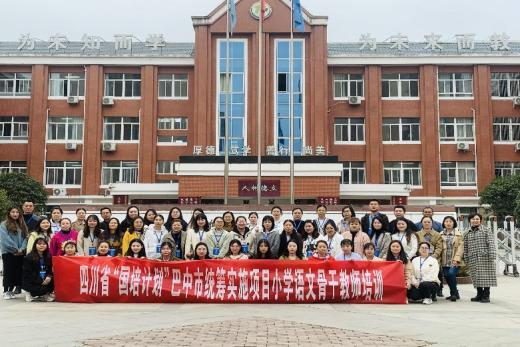 为未知而学 为未来而教
厚德 笃学 善行 尚美
人树德立
四川省“国培计划”巴中市统筹实施项目小学语文骨干教师培训